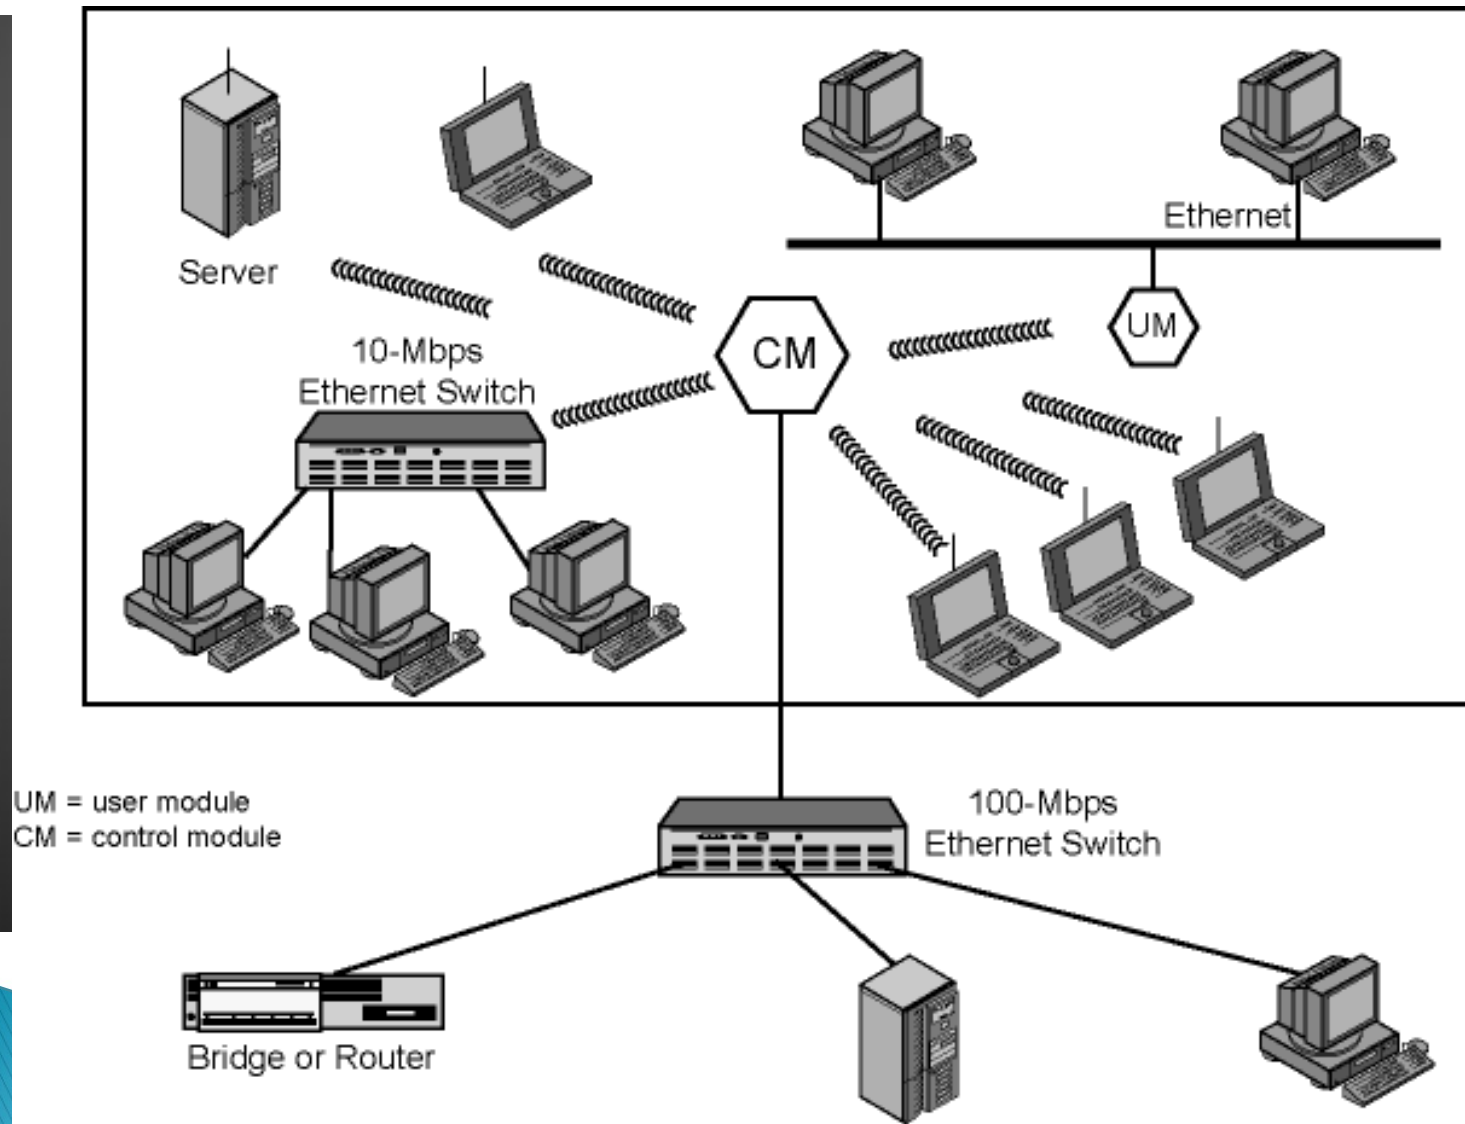 Server
Ethernet
UM
CM
10-Mbps
Ethernet Switch
UM = user module
CM = control module
100-Mbps
Ethernet Switch
Bridge or Router